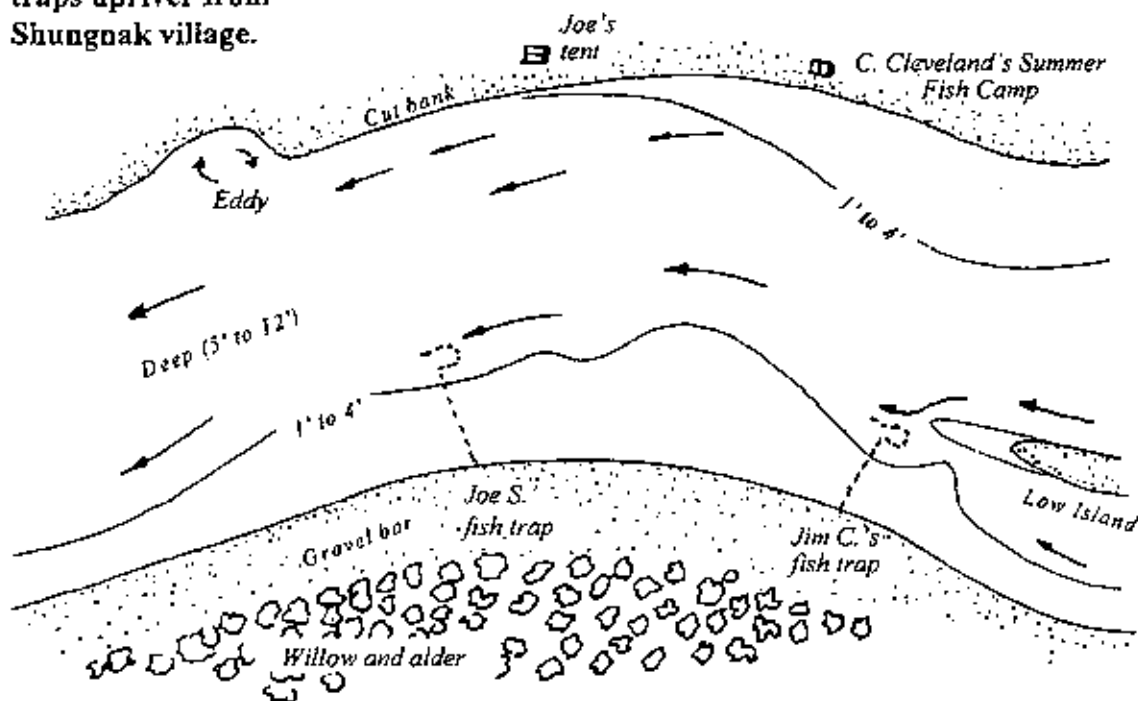 traps upriver from
Shungnak village.
Joe's
tent
C. Cleveland's Summer
Fish Camp
Cut bank
Eddy
1' to 4'
Deep (5' to 12')
1' to 4'
Low Island
Joe S.
fish trap
Jim C.'s
fish trap
Gravel bar
Willow and alder